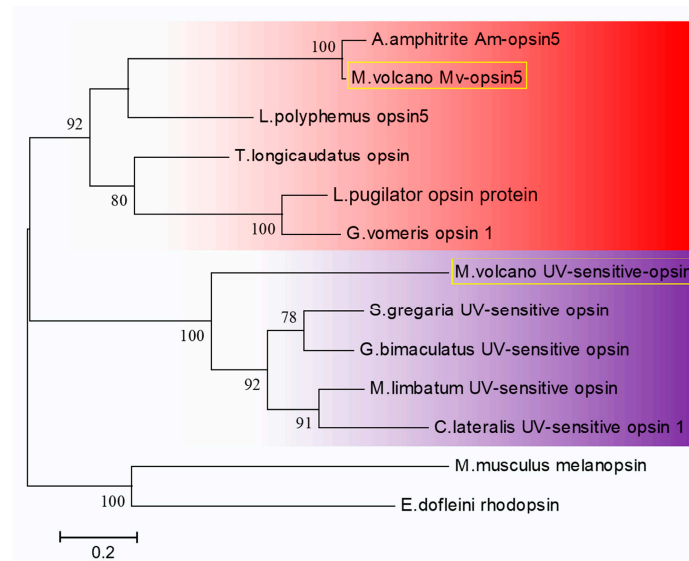 A.amphitrite Am-opsin5
100
M.volcano Mv-opsin5
92
L.polyphemus opsin5
T.longicaudatus opsin
80
L.pugilator opsin protein
100
G.vomeris opsin 1
M.volcano UV-sensitive-opsin
S.gregaria UV-sensitive opsin
78
100
G.bimaculatus UV-sensitive opsin
92
M.limbatum UV-sensitive opsin
91
C.lateralis UV-sensitive opsin 1
M.musculus melanopsin
100
E.dofleini rhodopsin
0.2